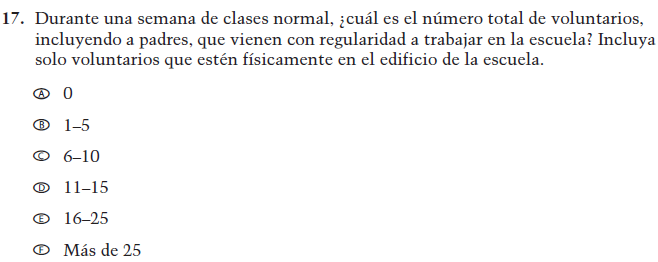 17. Durante una semana de clases normal, ¿cuál es el número total de voluntarios,
incluyendo a padres, que vienen con regularidad a trabajar en la escuela? Incluya
solo voluntarios que estén físicamente en el edificio de la escuela.
Ⓐ 0
Ⓑ 1–5
Ⓒ 6–10
Ⓓ 11–15
Ⓔ 16–25
Ⓕ Más de 25